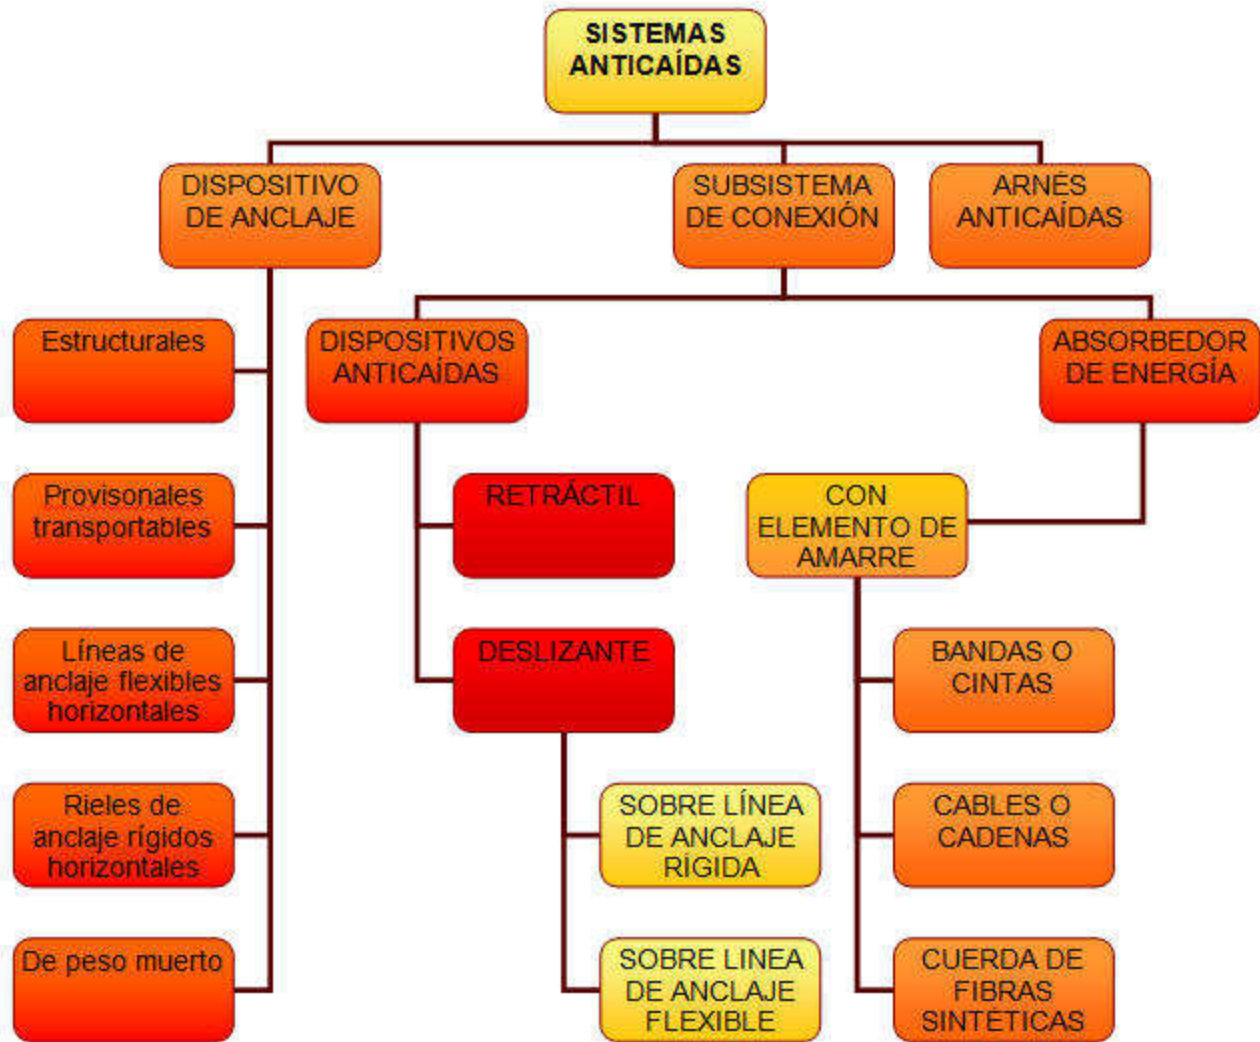 SISTEMAS
ANTICAÍDAS
DISPOSITIVO
DE ANCLAJE
SUBSISTEMA
DE CONEXIÓN
ARNÉS
ANTICAÍDAS
Estructurales
Provisonales
transportables
Líneas de
anclaje flexibles
horizontales
Rieles de
anclaje rígidos
horizontales
De peso muerto
DISPOSITIVOS
ANTICAÍDAS
RETRÁCTIL
DESLIZANTE
SOBRE LÍNEA
DE ANCLAJE
RÍGIDA
SOBRE LINEA
DE ANCLAJE
FLEXIBLE
ABSORBEDOR
DE ENERGÍA
CON
ELEMENTO DE
AMARRE
BANDAS O
CINTAS
CABLES O
CADENAS
CUERDA DE
FIBRAS
SINTÉTICAS